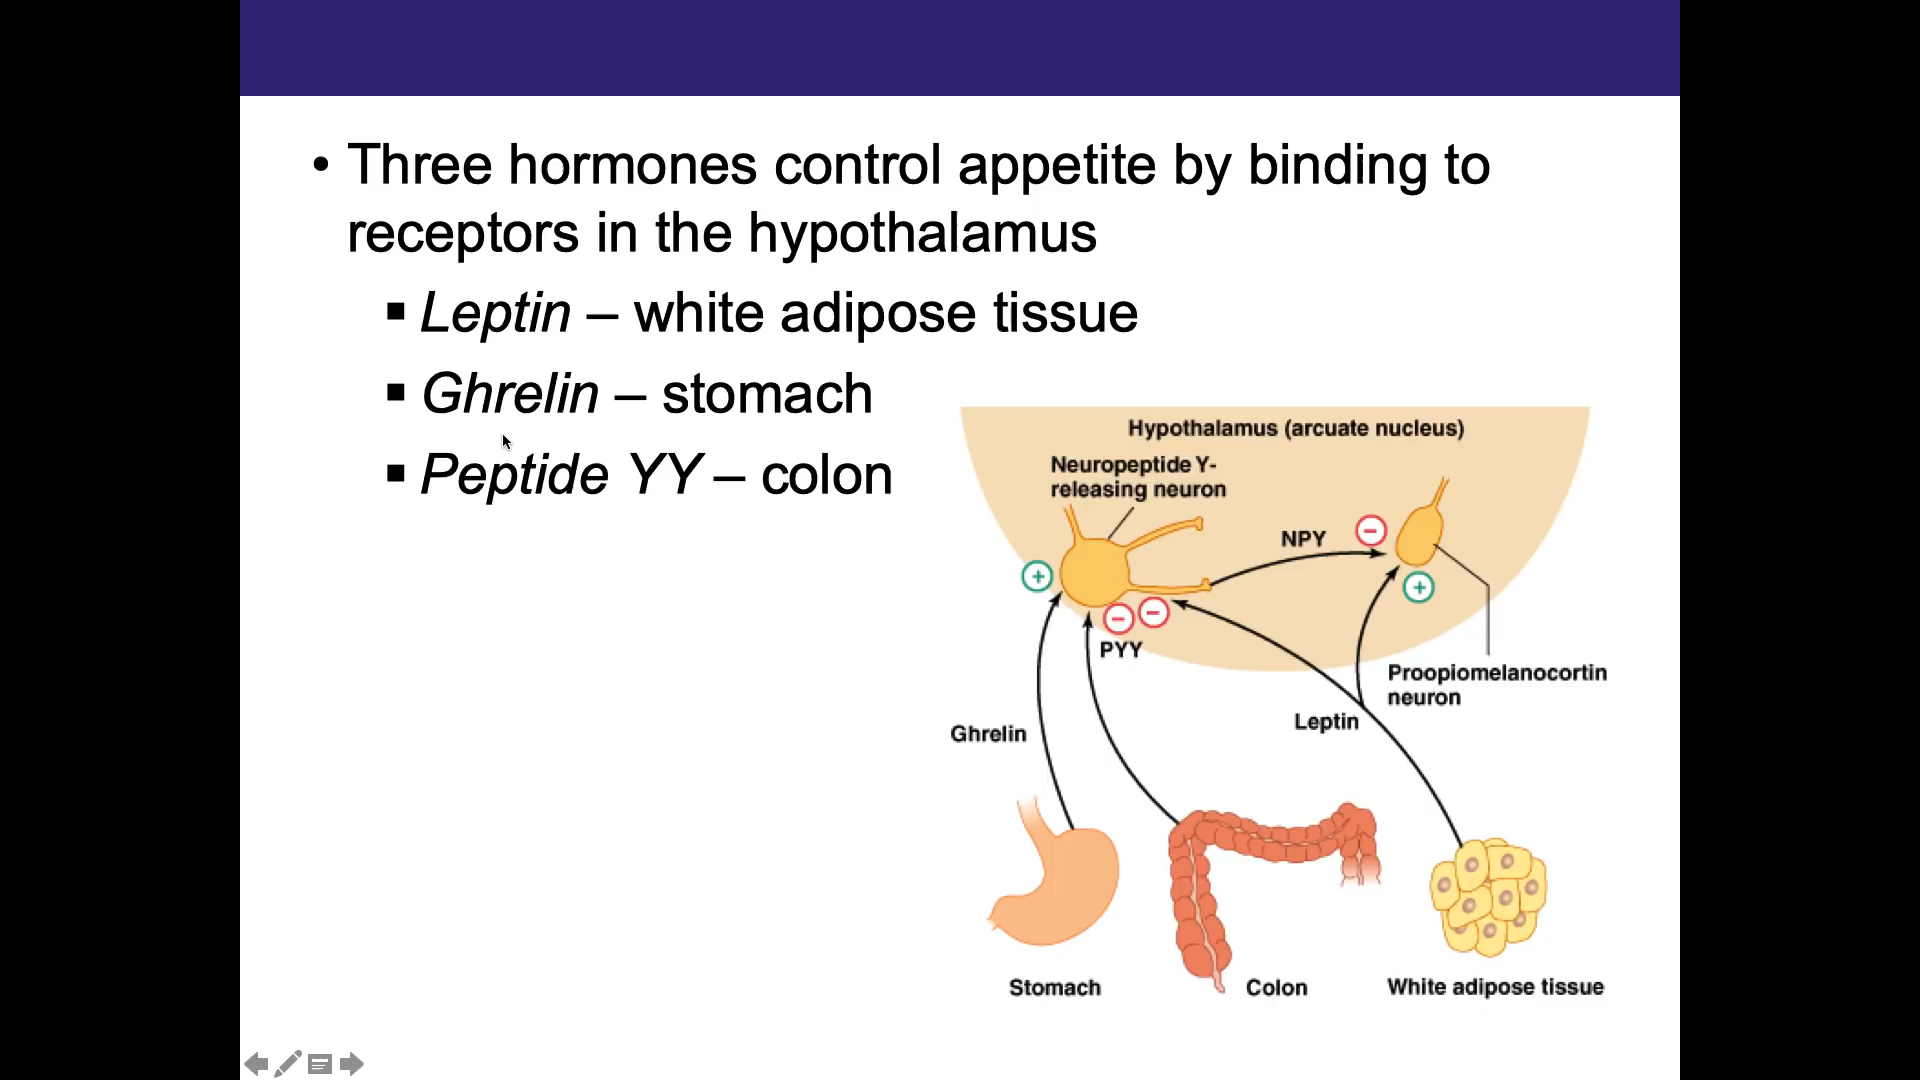 • Three hormones control appetite by binding to
receptors in the hypothalamus
▪ Leptin – white adipose tissue
▪ Ghrelin – stomach
▪ Peptide YY – colon
Hypothalamus (arcuate nucleus)
Neuropeptide Y-
releasing neuron
NPY
−
+
+
− −
PYY
Proopiomelanocortin
neuron
Leptin
Ghrelin
Stomach
Colon
White adipose tissue